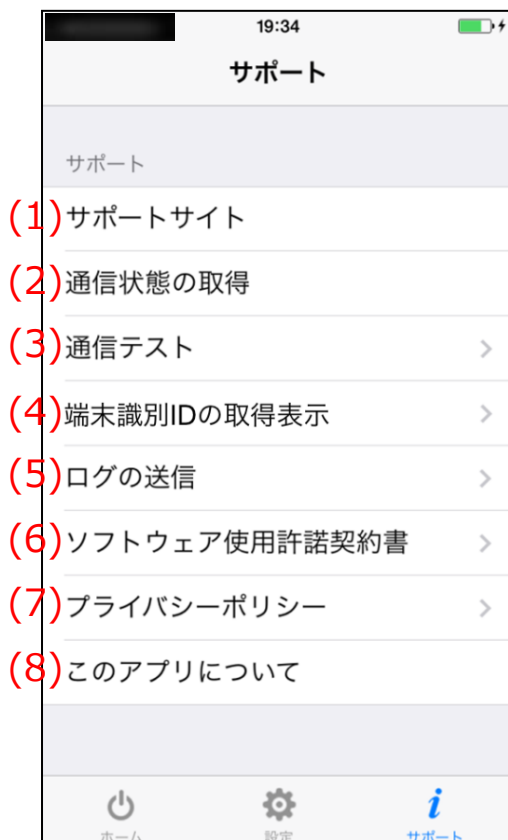 19:34
サポート
サポート
(1)サポートサイト
(2)通信状態の取得
(3)通信テスト
(4)端末識別IDの取得表示
(5)ログの送信
(6)ソフトウェア使用許諾契約書
(7)プライバシーポリシー
(8)このアプリについて
ホーム 設定 サポート